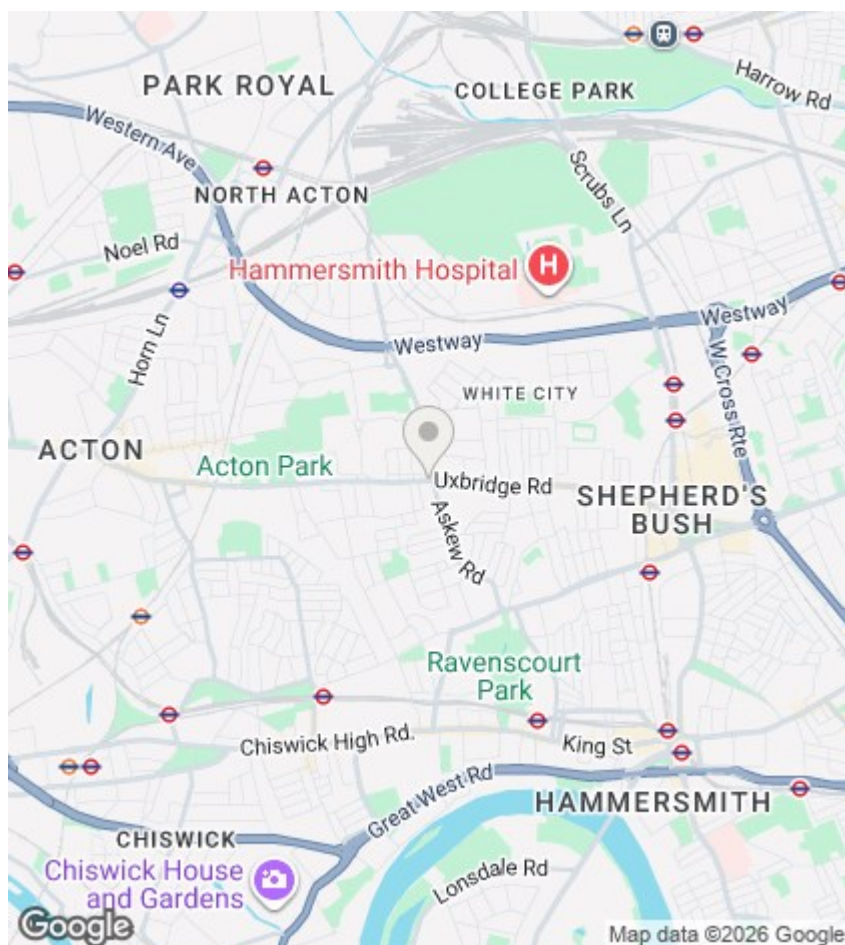 PARK ROYAL
COLLEGE PARK
Harrow Rd
Western Ave
Scrubs Ln
NORTH ACTON
Noel Rd
Hammersmith Hospital
H
Horn Ln
Westway
Westway
W Cross Rte
WHITE CITY
ACTON
Acton Park
Uxbridge Rd
SHEPHERD'S
BUSH
Askew Rd
Ravenscourt
Park
Chiswick High Rd.
King St
Great West Rd
HAMMERSMITH
CHISWICK
Chiswick House
and Gardens
Lonsdale Rd
Google
Map data ©2026 Google